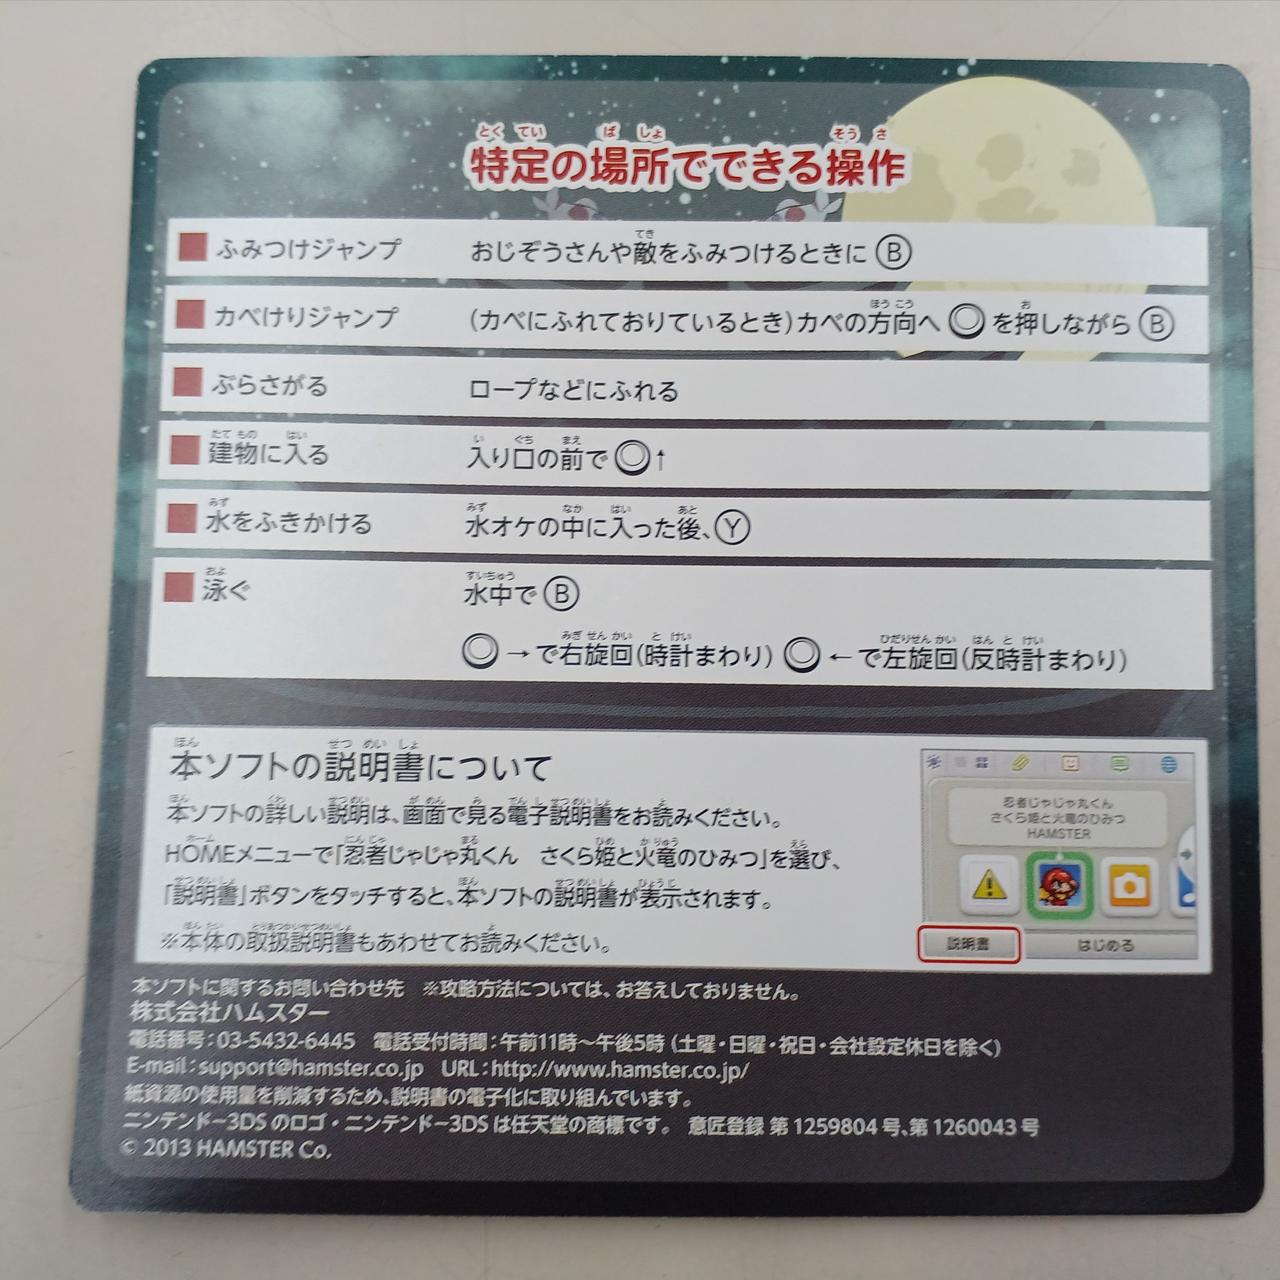 特定の場所でできる操作
ふみつけジャンプ おじぞうさんや敵をふみつけるときにⒷ
カベけりジャンプ (カベにふれておりているとき)カベの方向へ◎を押しながらⒷ
ぶらさがる ロープなどにふれる
建物に入る 入り口の前で◎↑
水をふきかける 水オケの中に入った後、Ⓨ
泳ぐ 水中でⒷ
◎→で右旋回(時計まわり) ◎←で左旋回(反時計まわり)
本ソフトの説明書について
本ソフトの詳しい説明は、画面で見る電子説明書をお読みください。
HOMEメニューで「忍者じゃじゃ丸くん さくら姫と火竜のひみつ」を選び、
「説明書」ボタンをタッチすると、本ソフトの説明書が表示されます。
※本体の取扱説明書もあわせてお読みください。
忍者じゃじゃ丸くん
さくら姫と火竜のひみつ
HAMSTER
説明書 はじめる
本ソフトに関するお問い合わせ先 ※攻略方法については、お答えしておりません。
株式会社ハムスター
電話番号:03-5432-6445 電話受付時間:午前11時〜午後5時(土曜・日曜・祝日・会社設定休日を除く)
E-mail:support@hamster.co.jp URL:http://www.hamster.co.jp/
紙資源の使用量を削減するため、説明書の電子化に取り組んでいます。
ニンテンドー3DSのロゴ・ニンテンドー3DSは任天堂の商標です。 意匠登録 第1259804号、第1260043号
© 2013 HAMSTER Co.